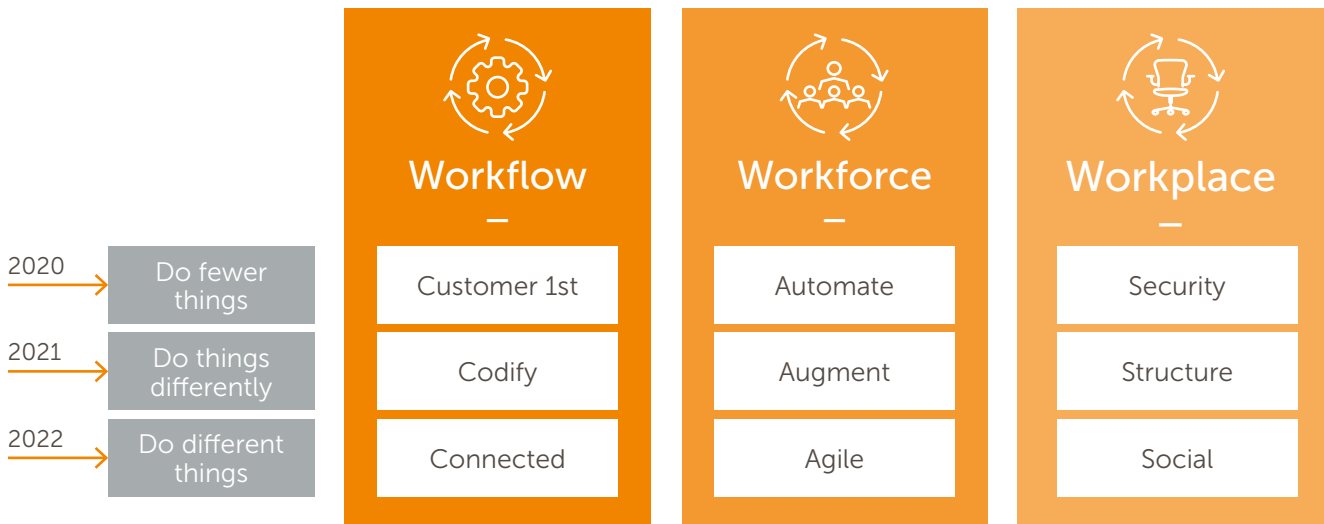 Workflow
Workforce
Workplace
2020
Do fewer
things
Customer 1st
Automate
Security
2021
Do things
differently
Codify
Augment
Structure
2022
Do different
things
Connected
Agile
Social